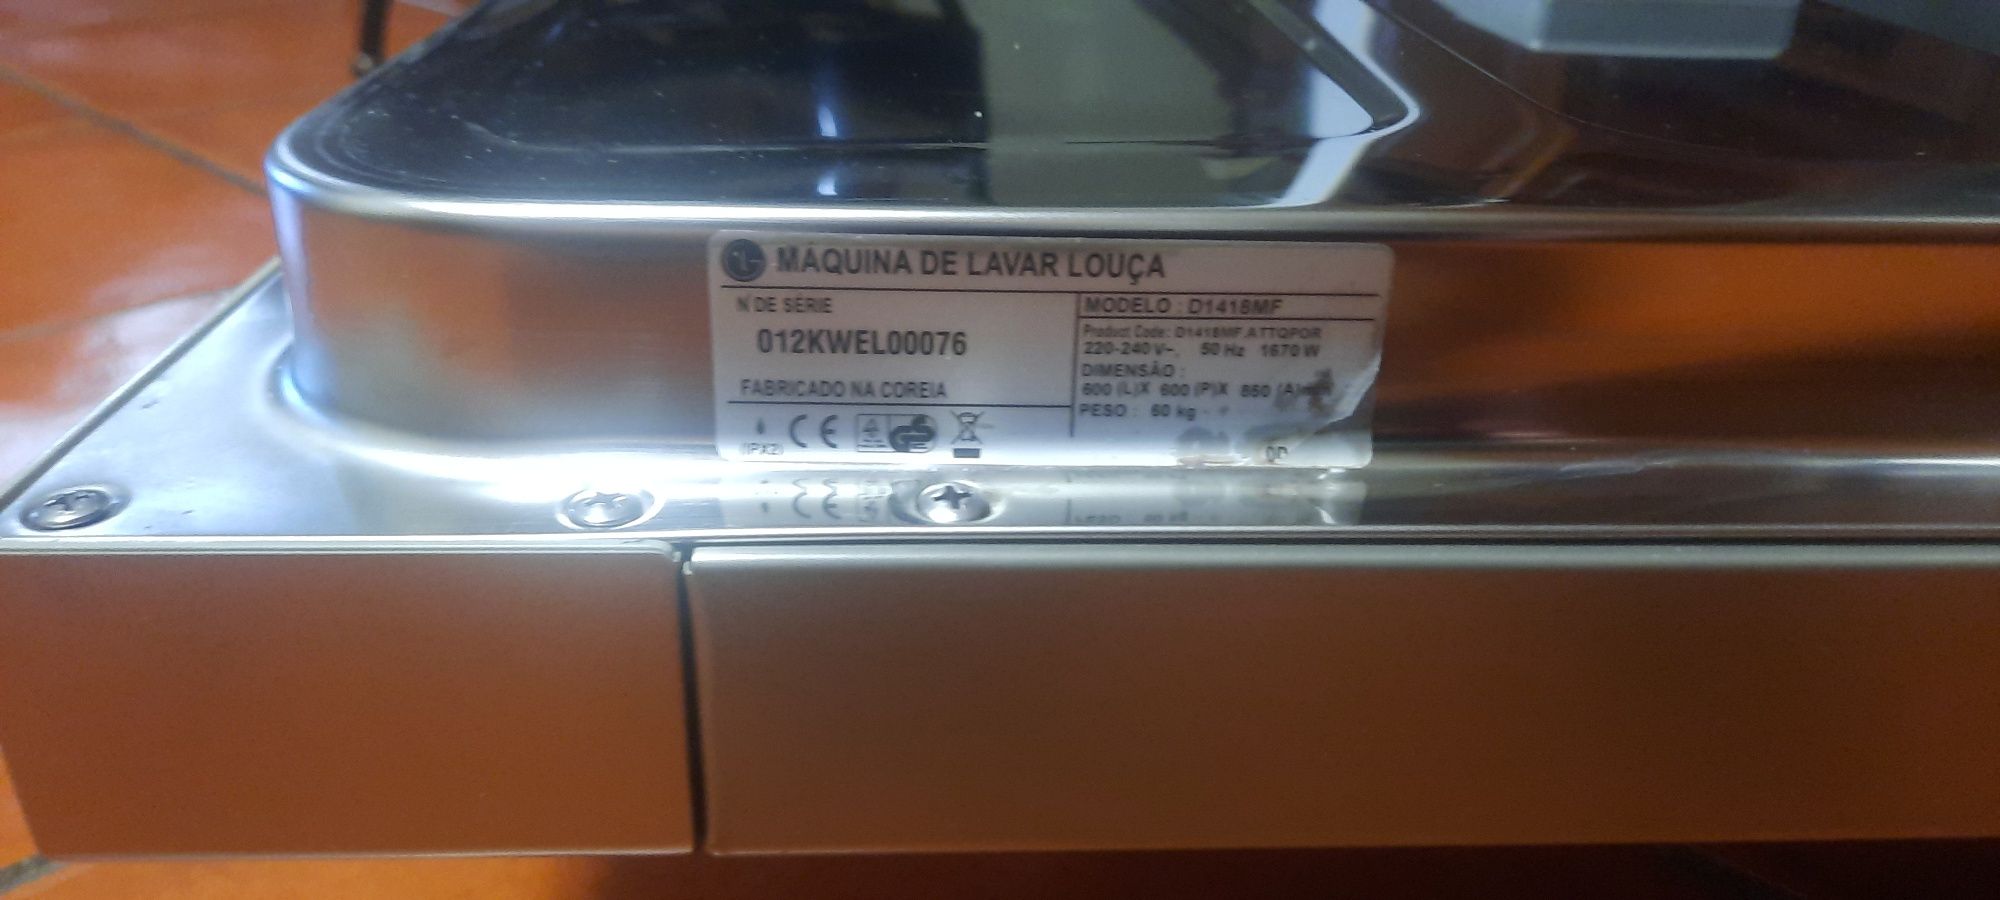 MÁQUINA DE LAVAR LOUÇA
N° DE SÉRIE
012KWEL00076
FABRICADO NA COREIA
(IPX2) CE
MODELO : D1418MF
Product Code: D1418MF.ATTQPOR
220-240 V~, 50 Hz 1670 W
DIMENSÃO :
600 (L)X 600 (P)X 850 (A)mm
PESO : 60 kg